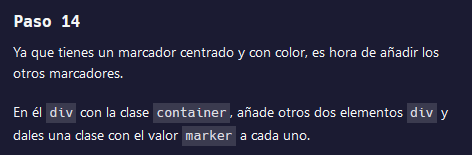 Paso 14
Ya que tienes un marcador centrado y con color, es hora de añadir los
otros marcadores.
En él div con la clase container, añade otros dos elementos div y
dales una clase con el valor marker a cada uno.